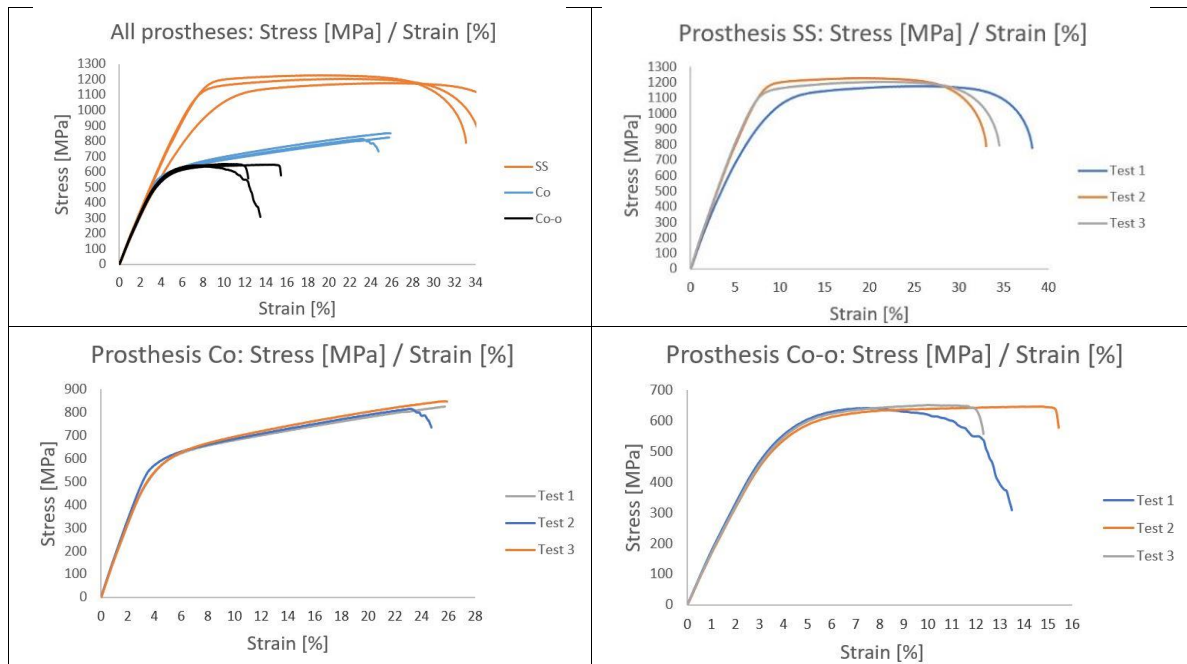 All prostheses: Stress [MPa] / Strain [%]
1300
1200
1100
1000
900
800
700
600
500
400
300
200
100
0
Stress [MPa]
0 2 4 6 8 10 12 14 16 18 20 22 24 26 28 30 32 34
Strain [%]
SS
Co
Co-o
Prosthesis SS: Stress [MPa] / Strain [%]
1300
1200
1100
1000
900
800
700
600
500
400
300
200
100
0
Stress [MPa]
0 5 10 15 20 25 30 35 40
Strain [%]
Test 1
Test 2
Test 3
Prosthesis Co: Stress [MPa] / Strain [%]
900
800
700
600
500
400
300
200
100
0
Stress [MPa]
0 2 4 6 8 10 12 14 16 18 20 22 24 26 28
Strain [%]
Test 1
Test 2
Test 3
Prosthesis Co-o: Stress [MPa] / Strain [%]
700
600
500
400
300
200
100
0
Stress [MPa]
0 1 2 3 4 5 6 7 8 9 10 11 12 13 14 15 16
Strain [%]
Test 1
Test 2
Test 3